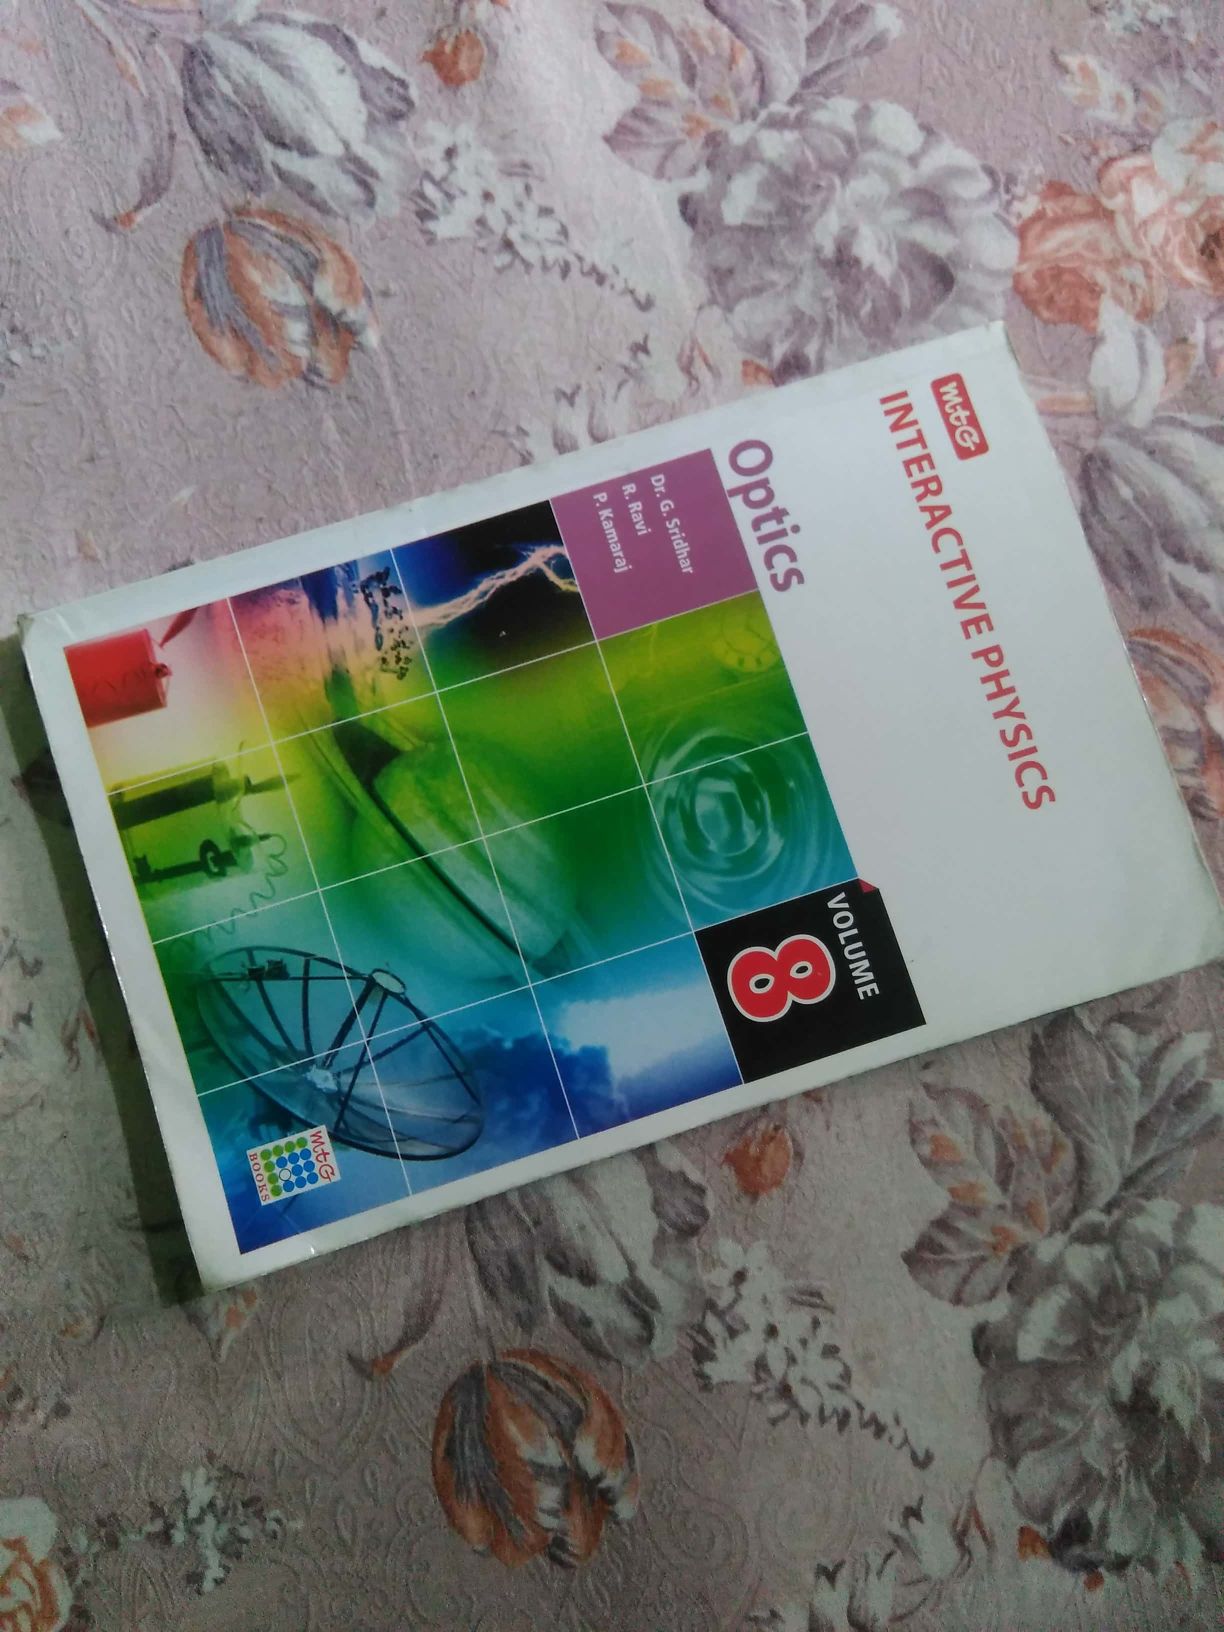 mtG
INTERACTIVE PHYSICS
Optics
Dr. G. Sridhar
R. Ravi
P. Kamaraj
VOLUME
8
mtG
BOOKS